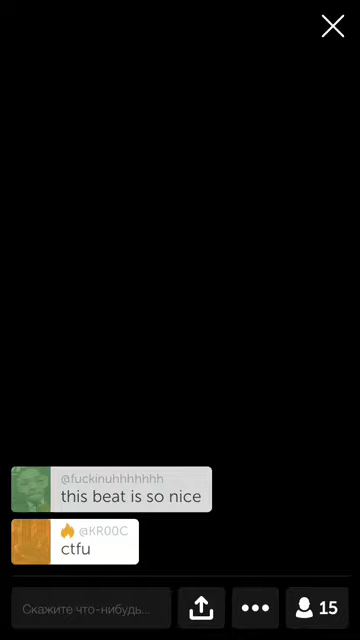 @fuckinuhhhhhhh
this beat is so nice
🔥 @KR00C
ctfu
Скажите что-нибудь...
15